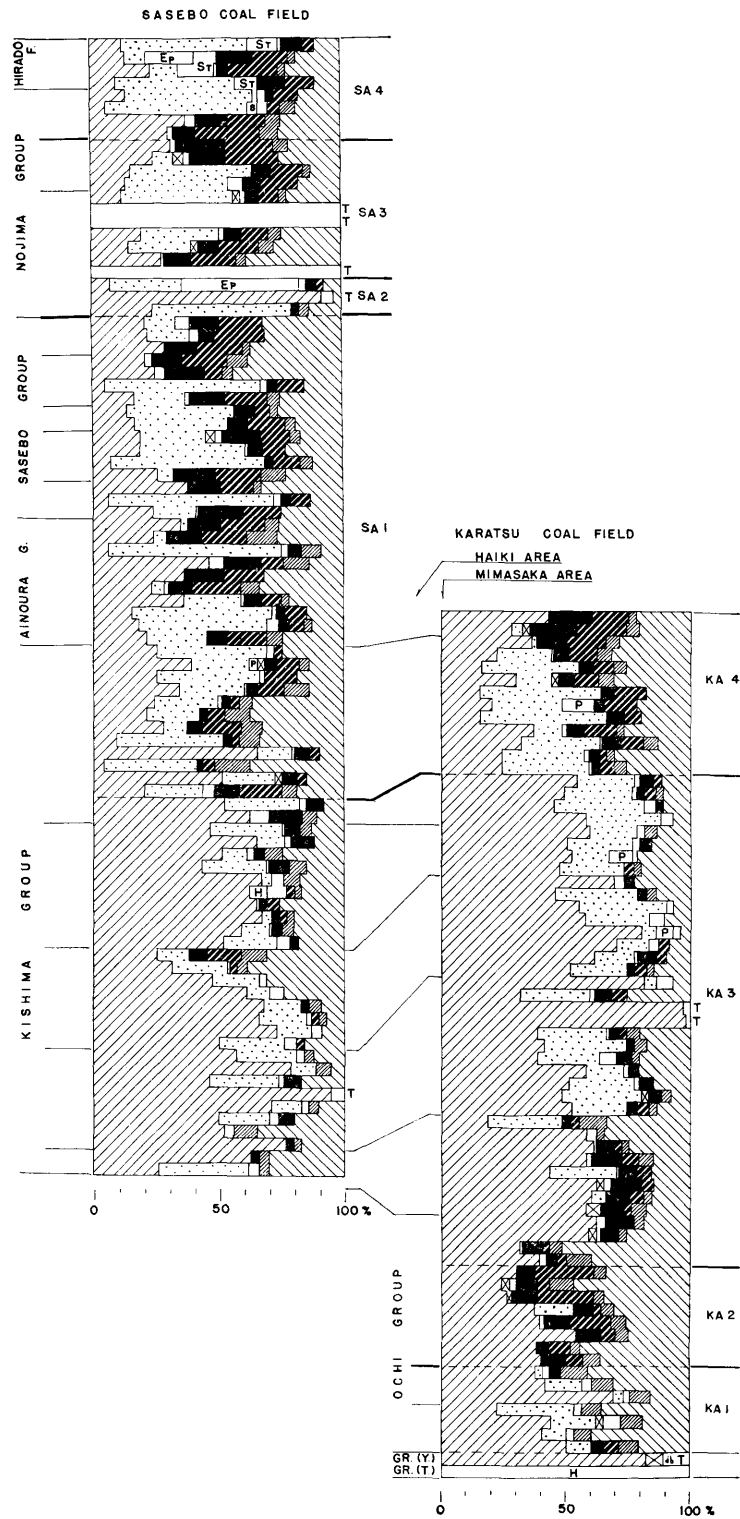 SASEBO COAL FIELD
HIRADO F.
ST
EP
ST
ST
B
SA 4
NOJIMA GROUP
T
T
SA 3
T
EP
T
SA 2
SASEBO GROUP
SA 1
AINOURA G.
P
KISHIMA GROUP
H
T
0 50 100 %
KARATSU COAL FIELD
HAIKI AREA
MIMASAKA AREA
KA 4
P
P
P
KA 3
T
T
OCHI GROUP
KA 2
KA 1
GR. (Y.)
T
GR. (T)
H
0 50 100 %